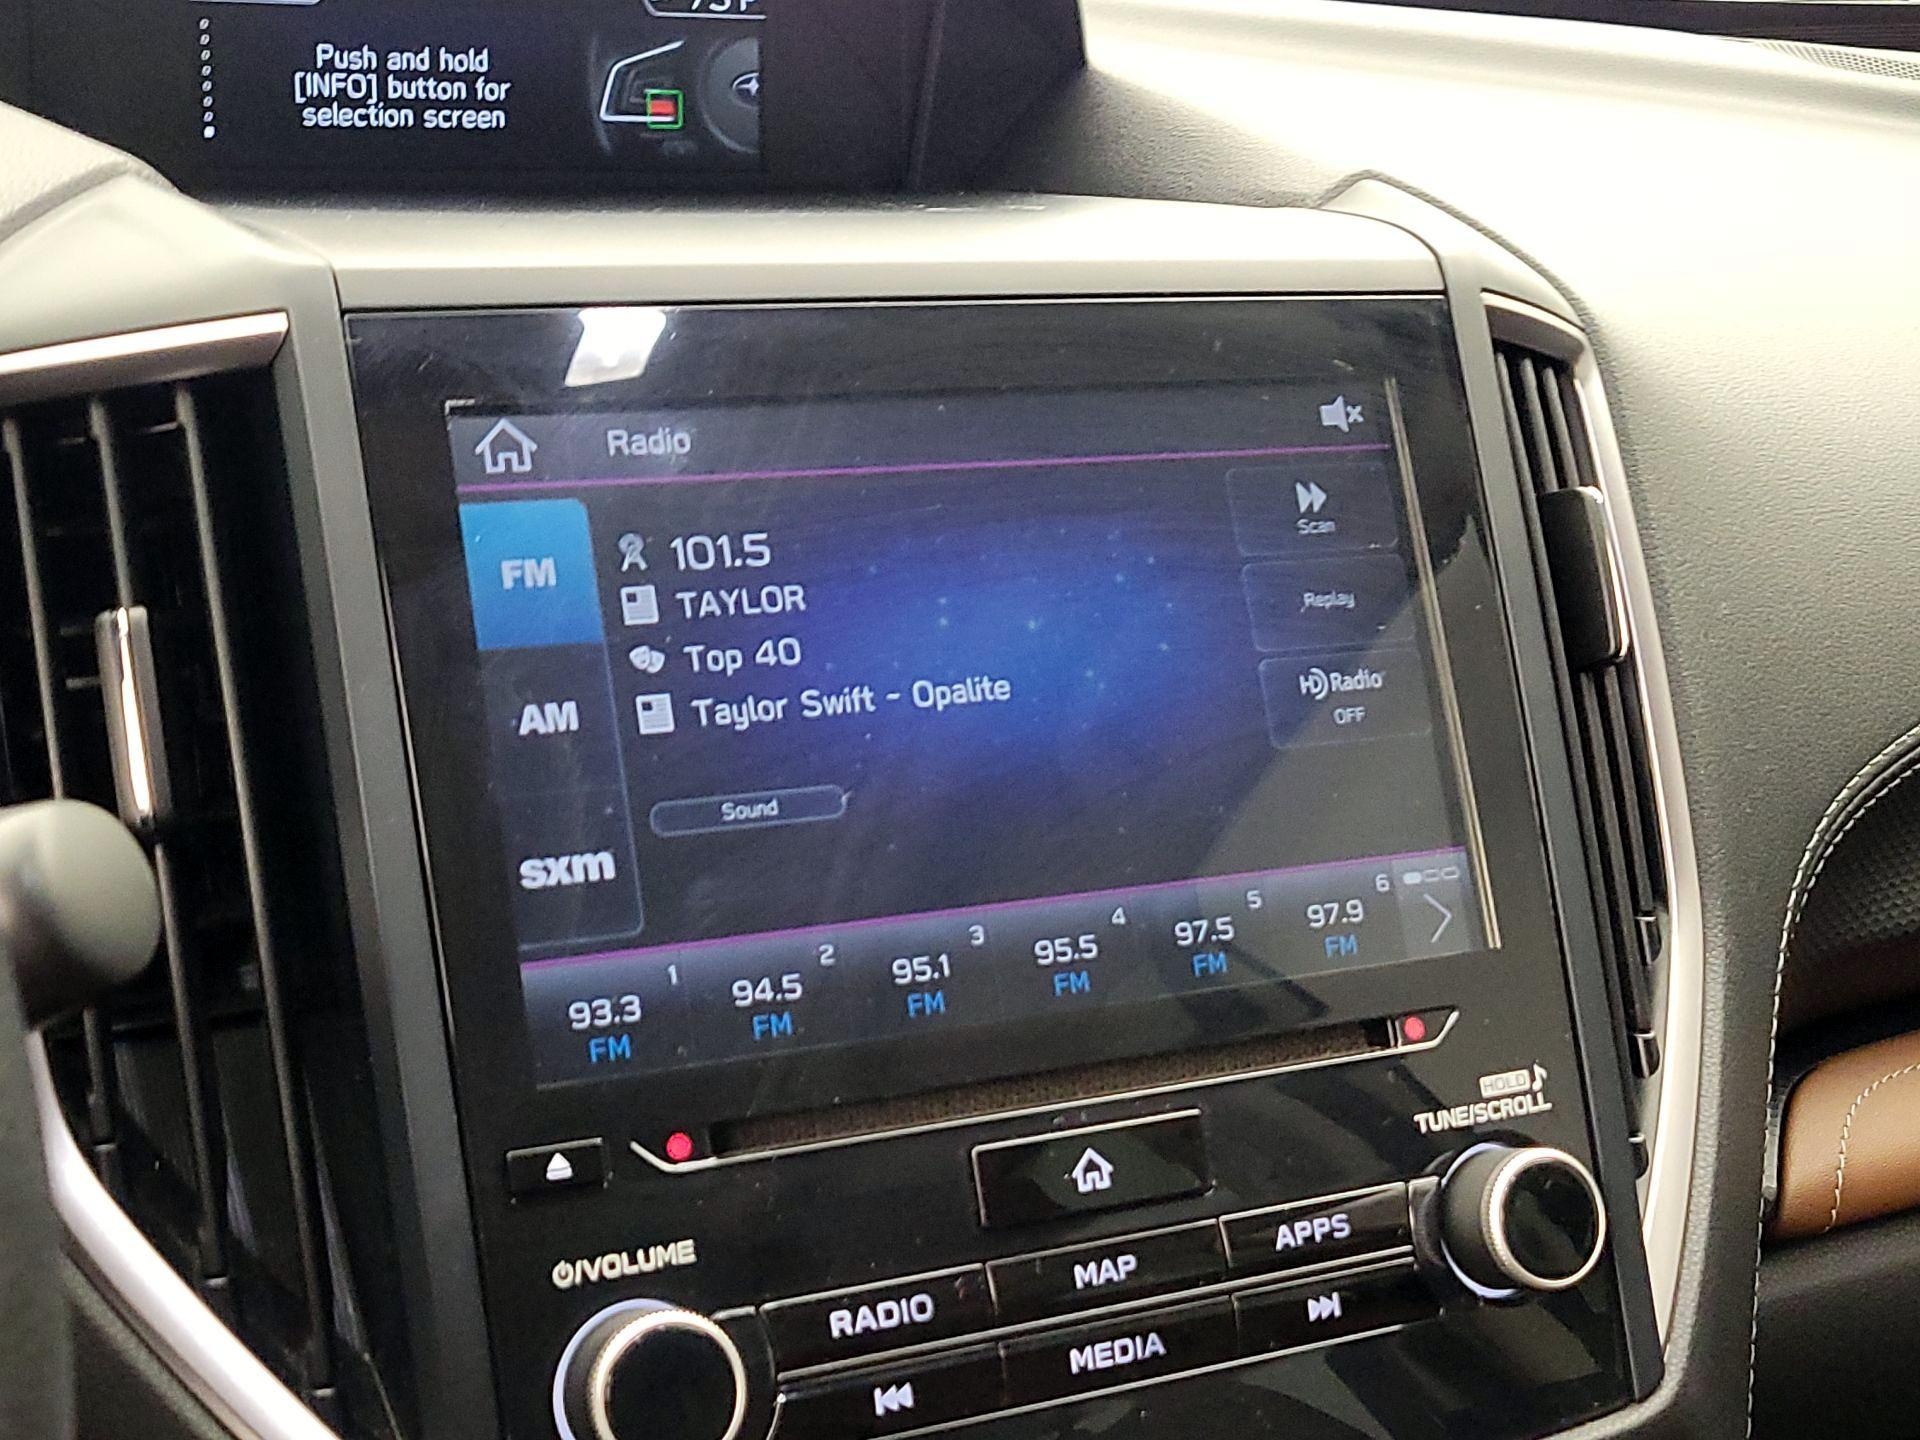 Push and hold
[INFO] button for
selection screen
Radio
FM
101.5
TAYLOR
Top 40
Taylor Swift - Opalite
Scan
Replay
HD Radio
OFF
AM
Sound
sxm
1
93.3
FM
2
94.5
FM
3
95.1
FM
4
95.5
FM
5
97.5
FM
6
97.9
FM
HOLD
TUNE/SCROLL
/VOLUME
RADIO
MAP
APPS
MEDIA